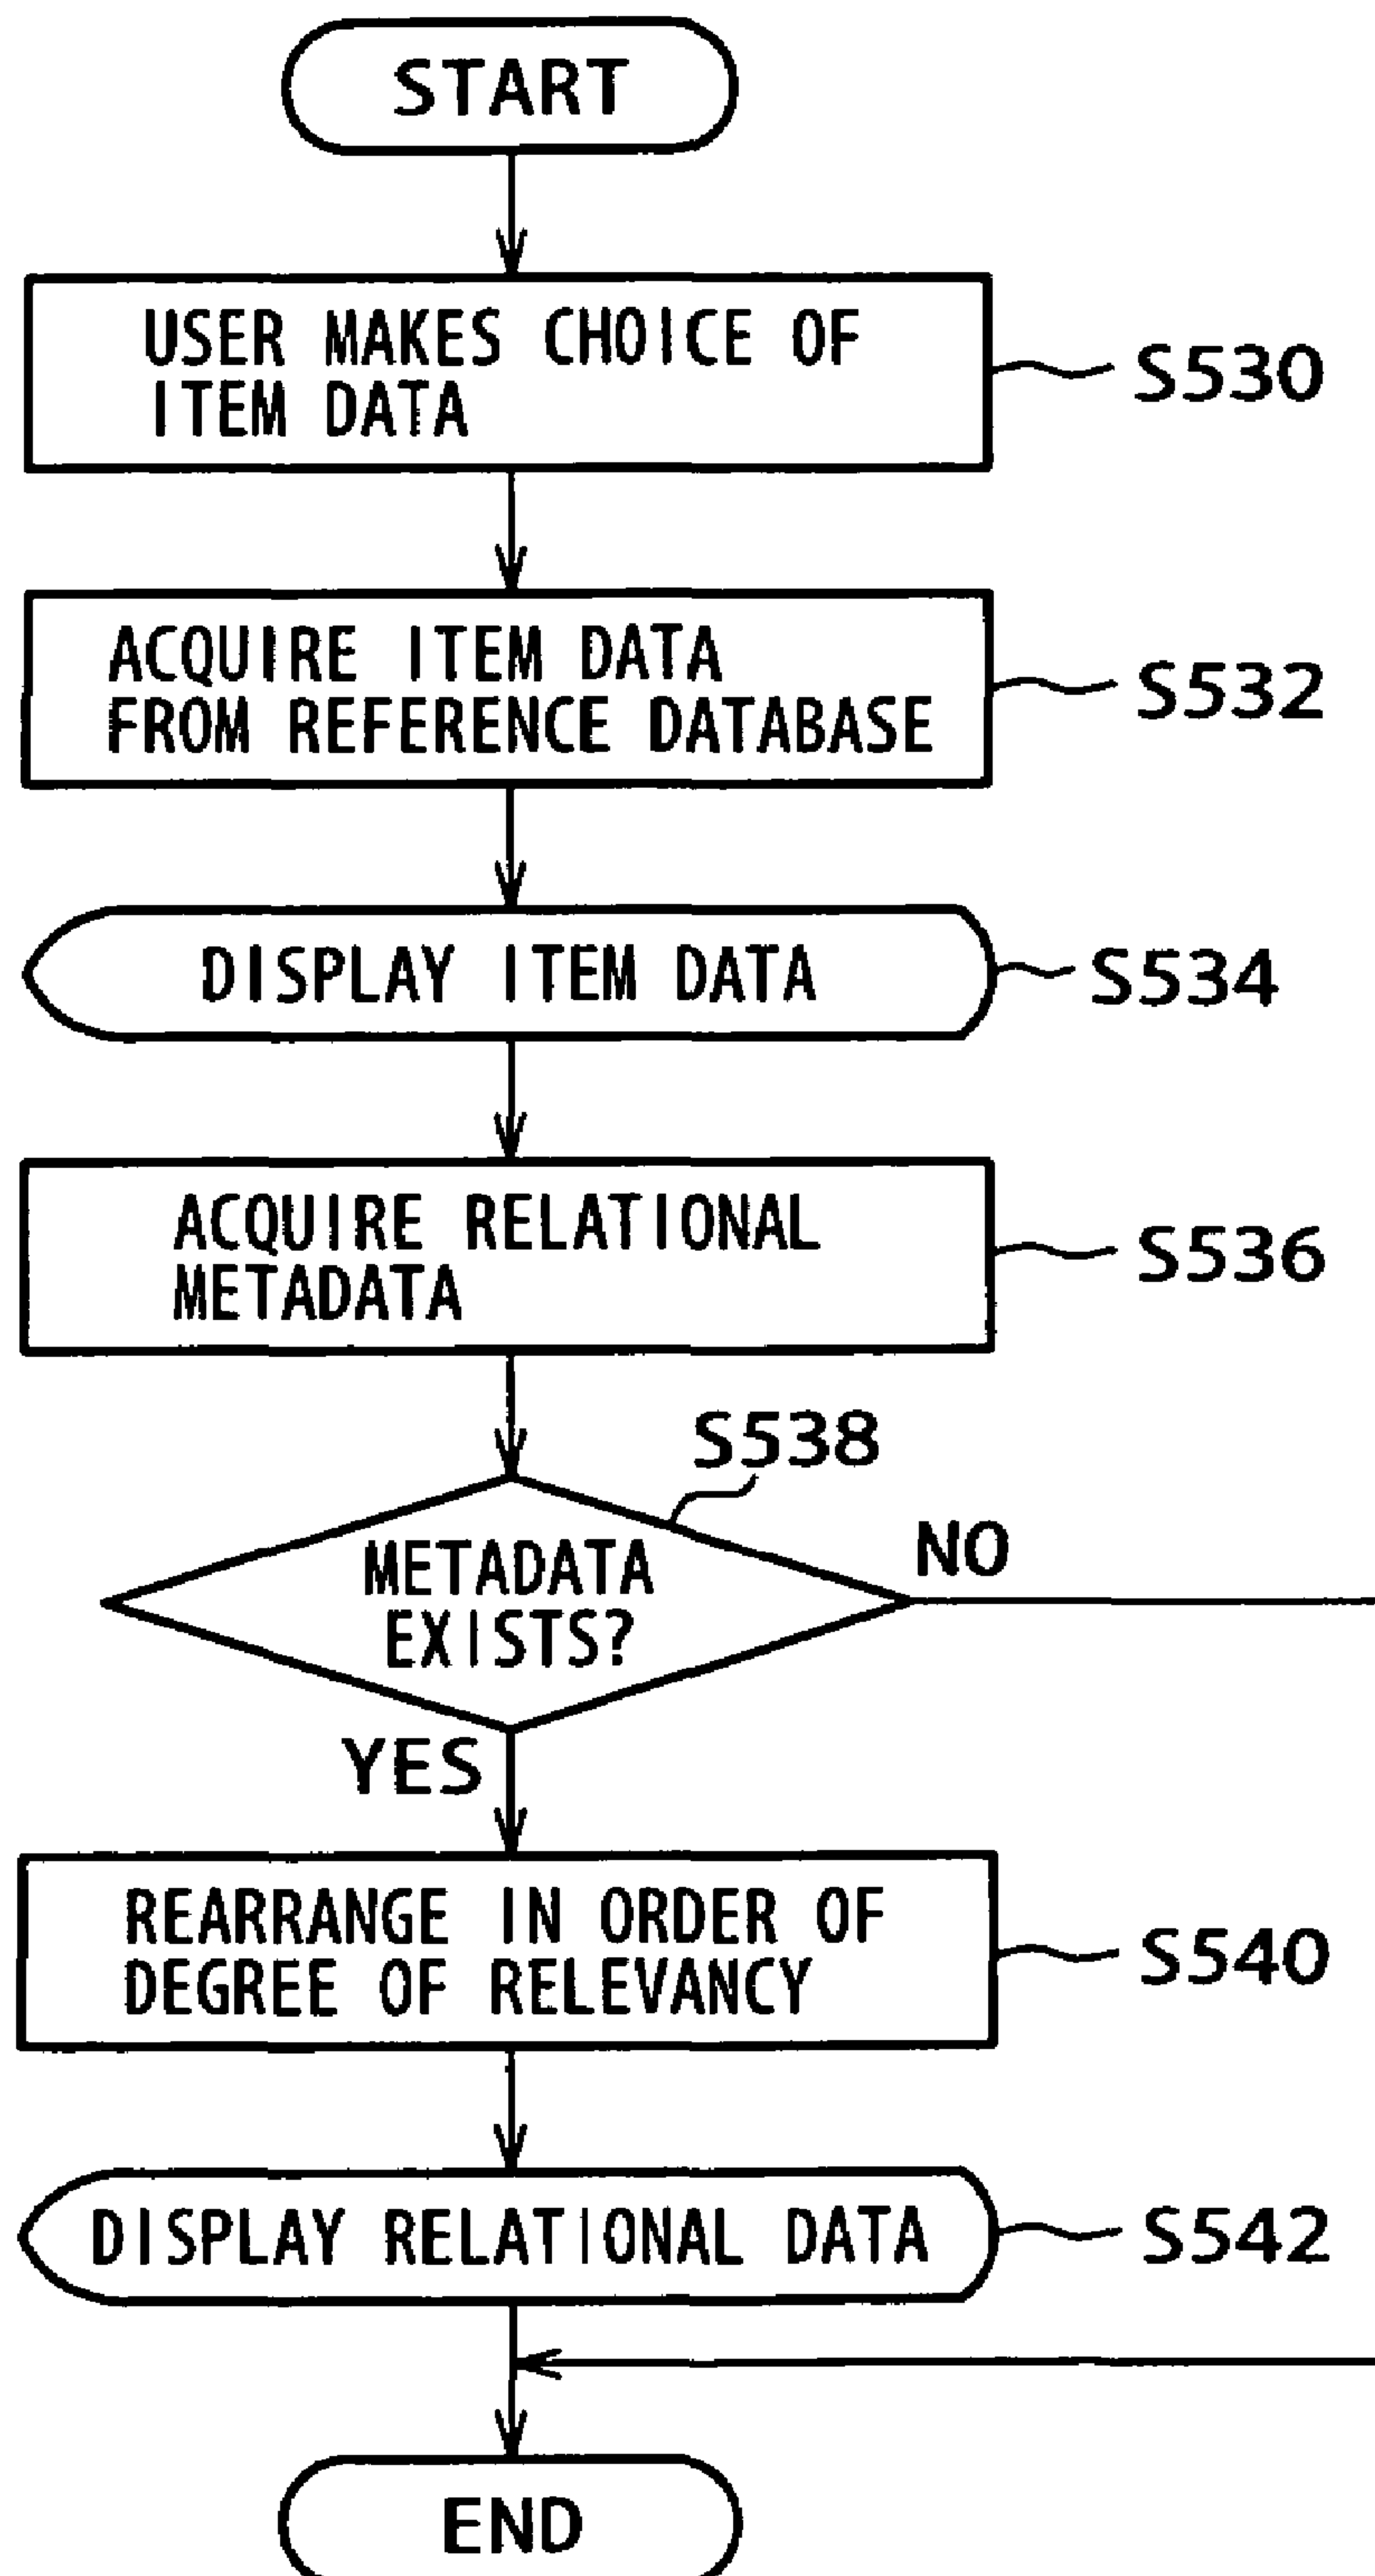 START
USER MAKES CHOICE OF
ITEM DATA
S530
ACQUIRE ITEM DATA
FROM REFERENCE DATABASE
S532
DISPLAY ITEM DATA
S534
ACQUIRE RELATIONAL
METADATA
S536
S538
METADATA
EXISTS?
NO
YES
REARRANGE IN ORDER OF
DEGREE OF RELEVANCY
S540
DISPLAY RELATIONAL DATA
S542
END